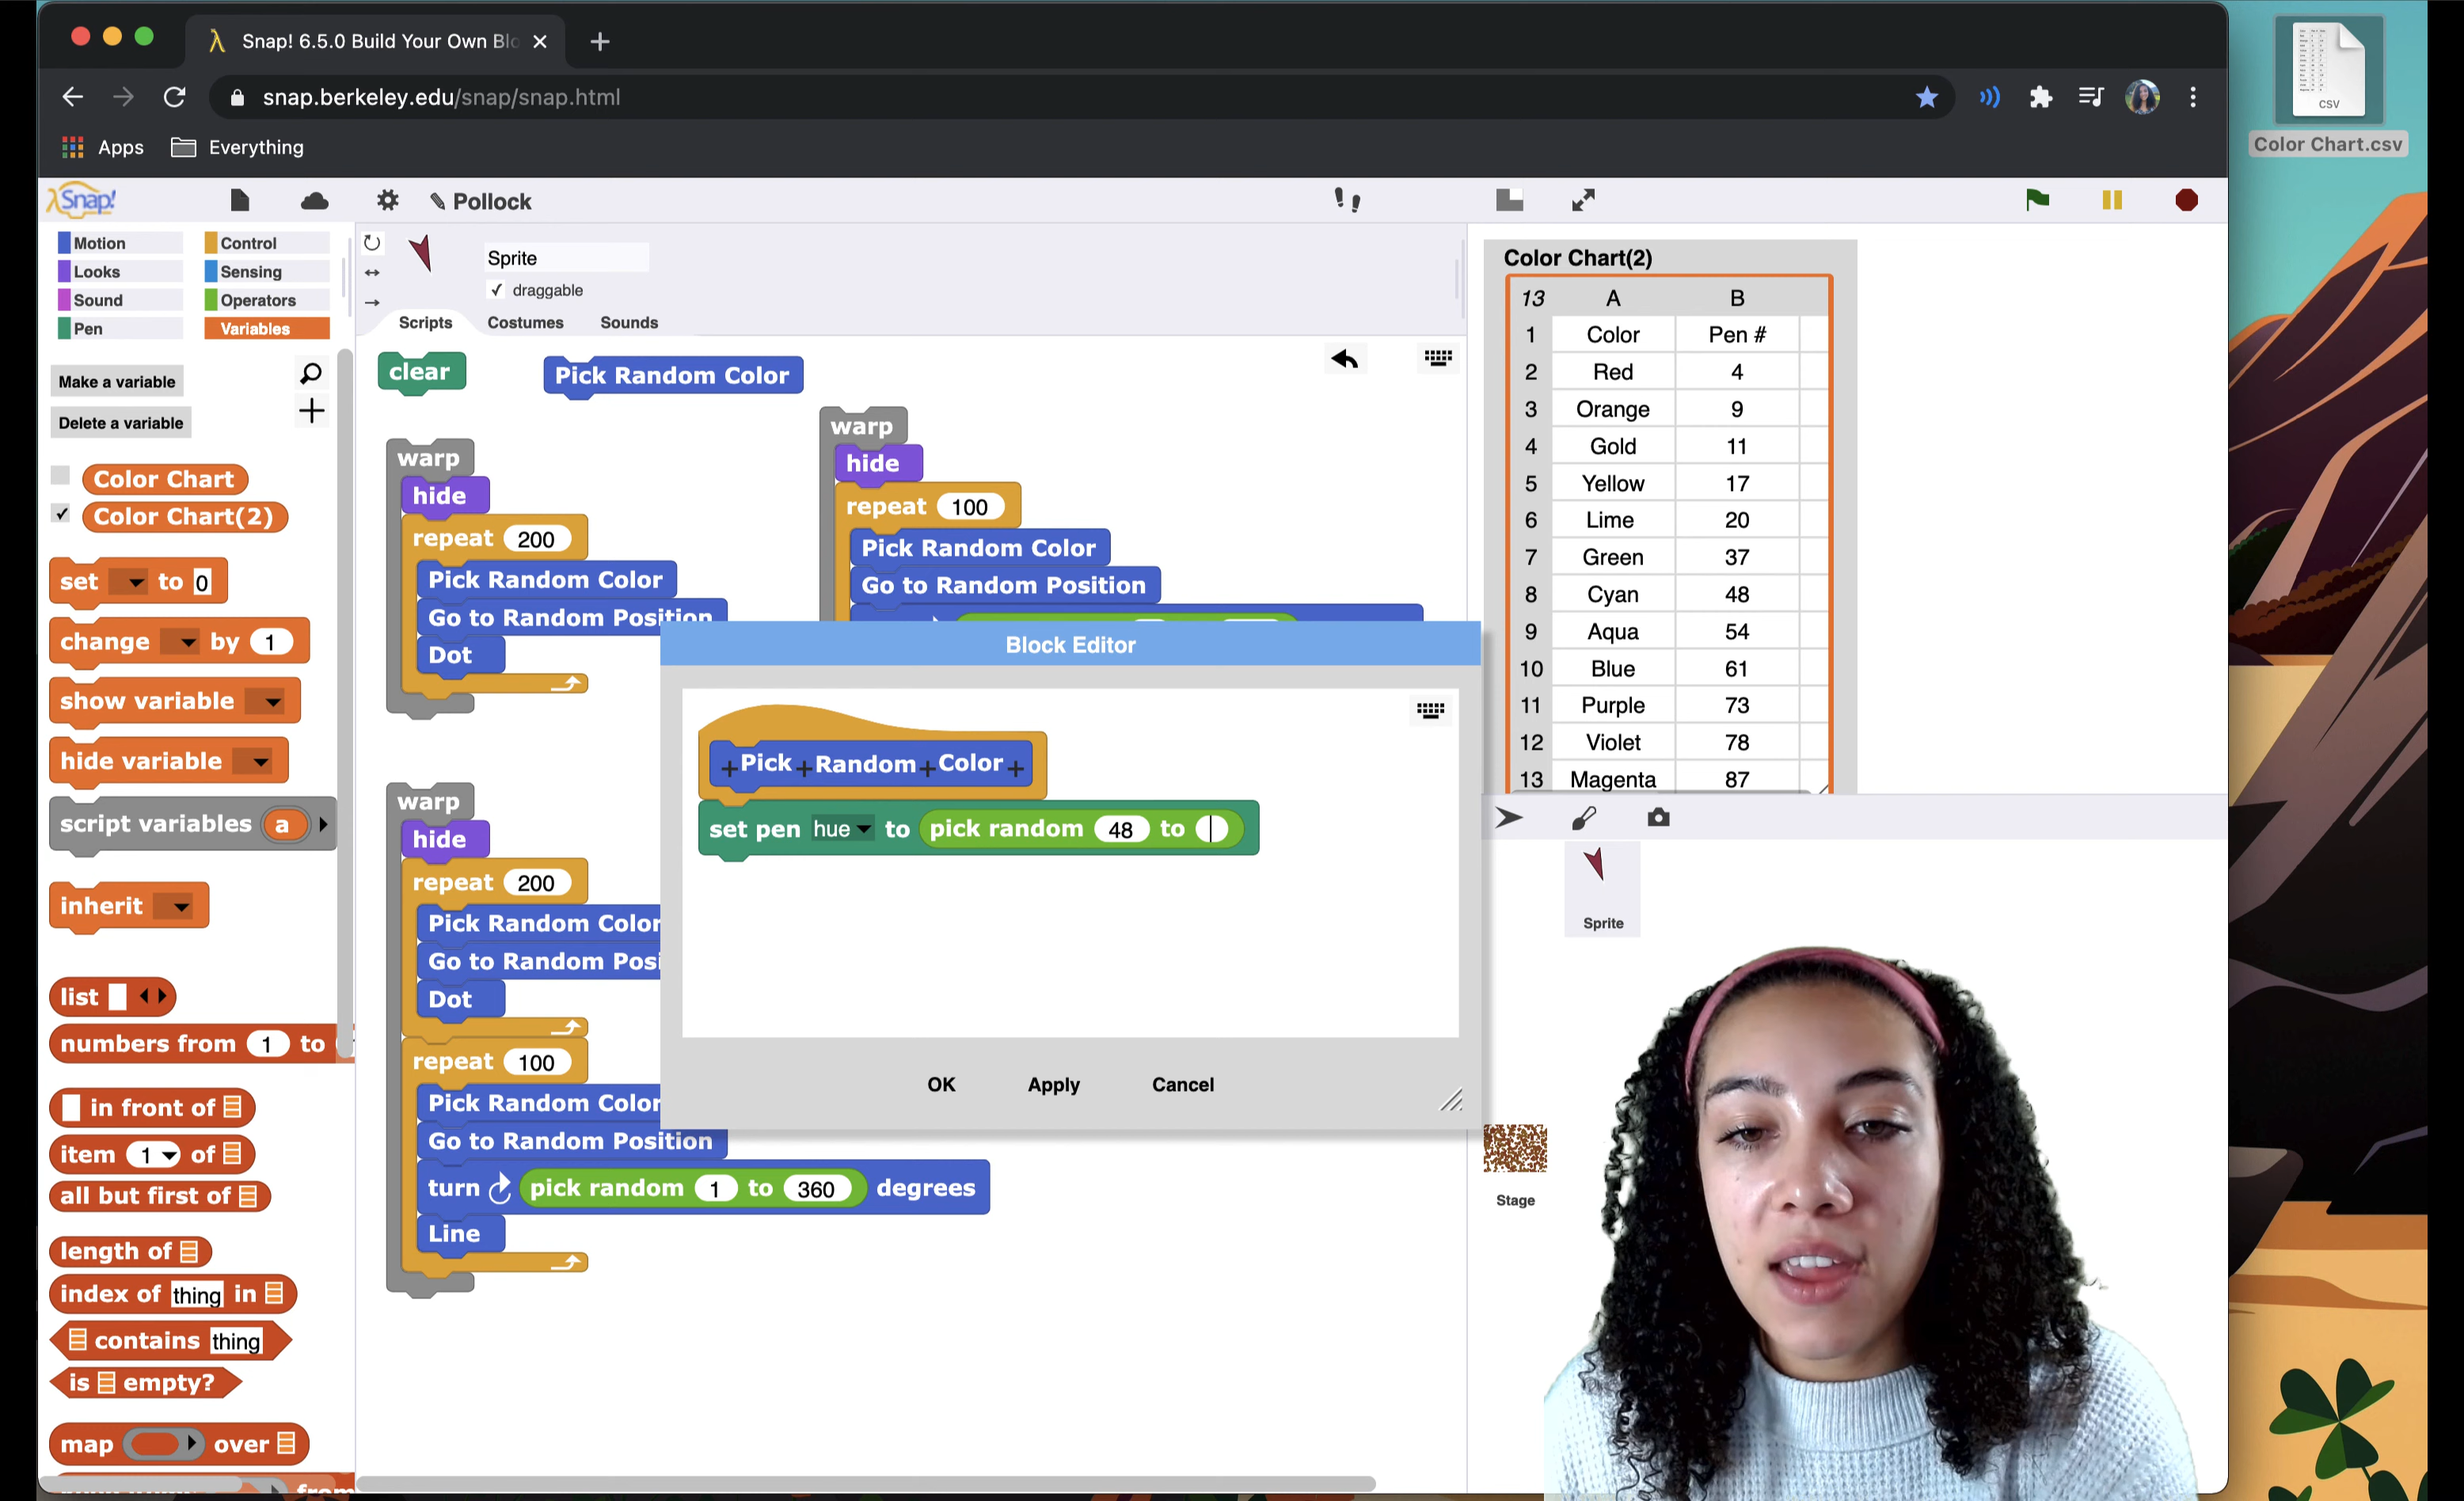 Snap! 6.5.0 Build Your Own Blo
snap.berkeley.edu/snap/snap.html
Apps
Everything
CSV
Color Chart.csv
λSnap!
Pollock
Motion
Control
Looks
Sensing
Sound
Operators
Pen
Variables
Make a variable
Delete a variable
Color Chart
Color Chart(2)
set to 0
change by 1
show variable
hide variable
script variables a
inherit
list
numbers from 1 to
in front of
item 1 of
all but first of
length of
index of thing in
contains thing
is empty?
map over
from
Sprite
draggable
Scripts
Costumes
Sounds
clear
Pick Random Color
warp
hide
repeat 200
Pick Random Color
Go to Random Position
Dot
warp
hide
repeat 100
Pick Random Color
Go to Random Position
warp
hide
repeat 200
Pick Random Color
Go to Random Posi
Dot
repeat 100
Pick Random Color
Go to Random Position
turn pick random 1 to 360 degrees
Line
Block Editor
Pick Random Color
set pen hue to pick random 48 to
OK
Apply
Cancel
Color Chart(2)
13 A B
1 Color Pen #
2 Red 4
3 Orange 9
4 Gold 11
5 Yellow 17
6 Lime 20
7 Green 37
8 Cyan 48
9 Aqua 54
10 Blue 61
11 Purple 73
12 Violet 78
13 Magenta 87
Sprite
Stage